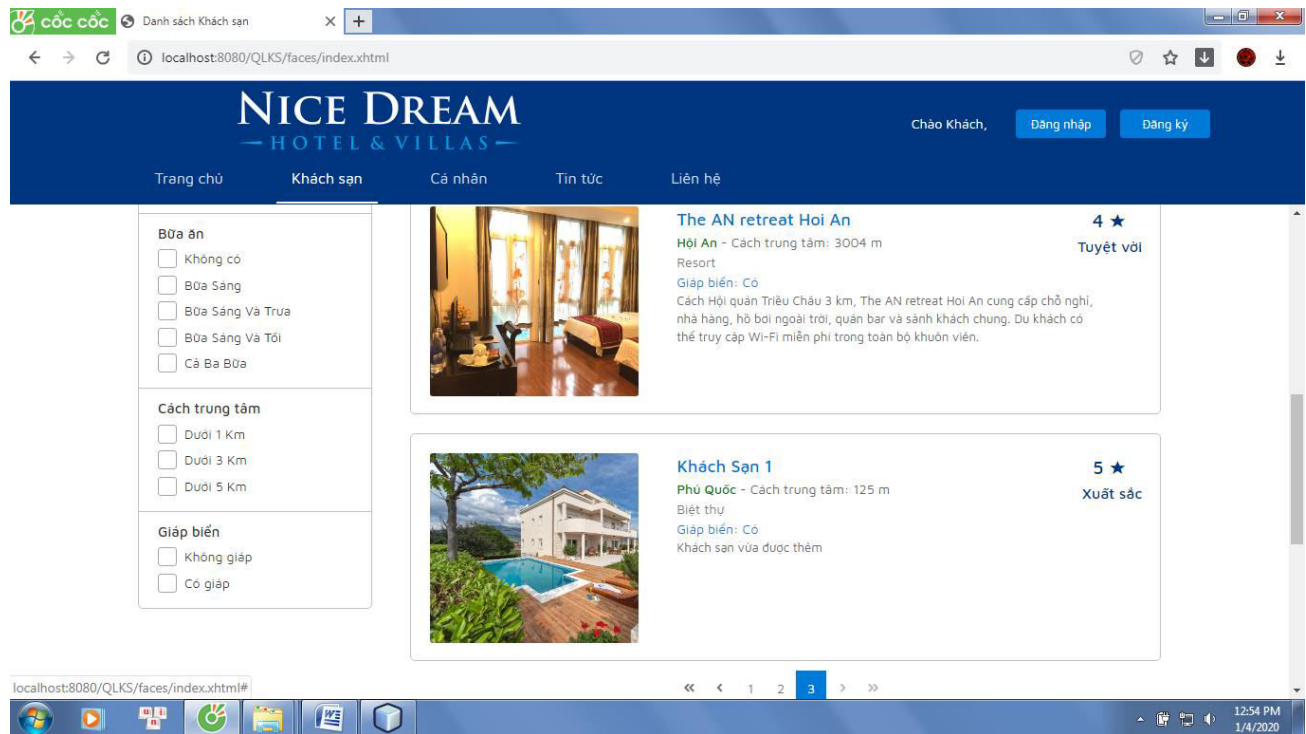 cốc cốc
Danh sách Khách sạn
localhost:8080/QLKS/faces/index.xhtml
NICE DREAM
HOTEL & VILLAS
Chào Khách,
Đăng nhập
Đăng ký
Trang chủ
Khách sạn
Cá nhân
Tin tức
Liên hệ
Bữa ăn
Không có
Bữa Sáng
Bữa Sáng Và Trưa
Bữa Sáng Và Tối
Cả Ba Bữa
Cách trung tâm
Dưới 1 Km
Dưới 3 Km
Dưới 5 Km
Giáp biển
Không giáp
Có giáp
The AN retreat Hoi An
4 ★
Hội An - Cách trung tâm: 3004 m
Tuyệt vời
Resort
Giáp biển: Có
Cách Hội quán Triều Châu 3 km, The AN retreat Hoi An cung cấp chỗ nghỉ,
nhà hàng, hồ bơi ngoài trời, quán bar và sảnh khách chung. Du khách có
thể truy cập Wi-Fi miễn phí trong toàn bộ khuôn viên.
Khách Sạn 1
5 ★
Phú Quốc - Cách trung tâm: 125 m
Xuất sắc
Biệt thự
Giáp biển: Có
Khách sạn vừa được thêm
« ‹ 1 2 3 › »
localhost:8080/QLKS/faces/index.xhtml#
12:54 PM
1/4/2020